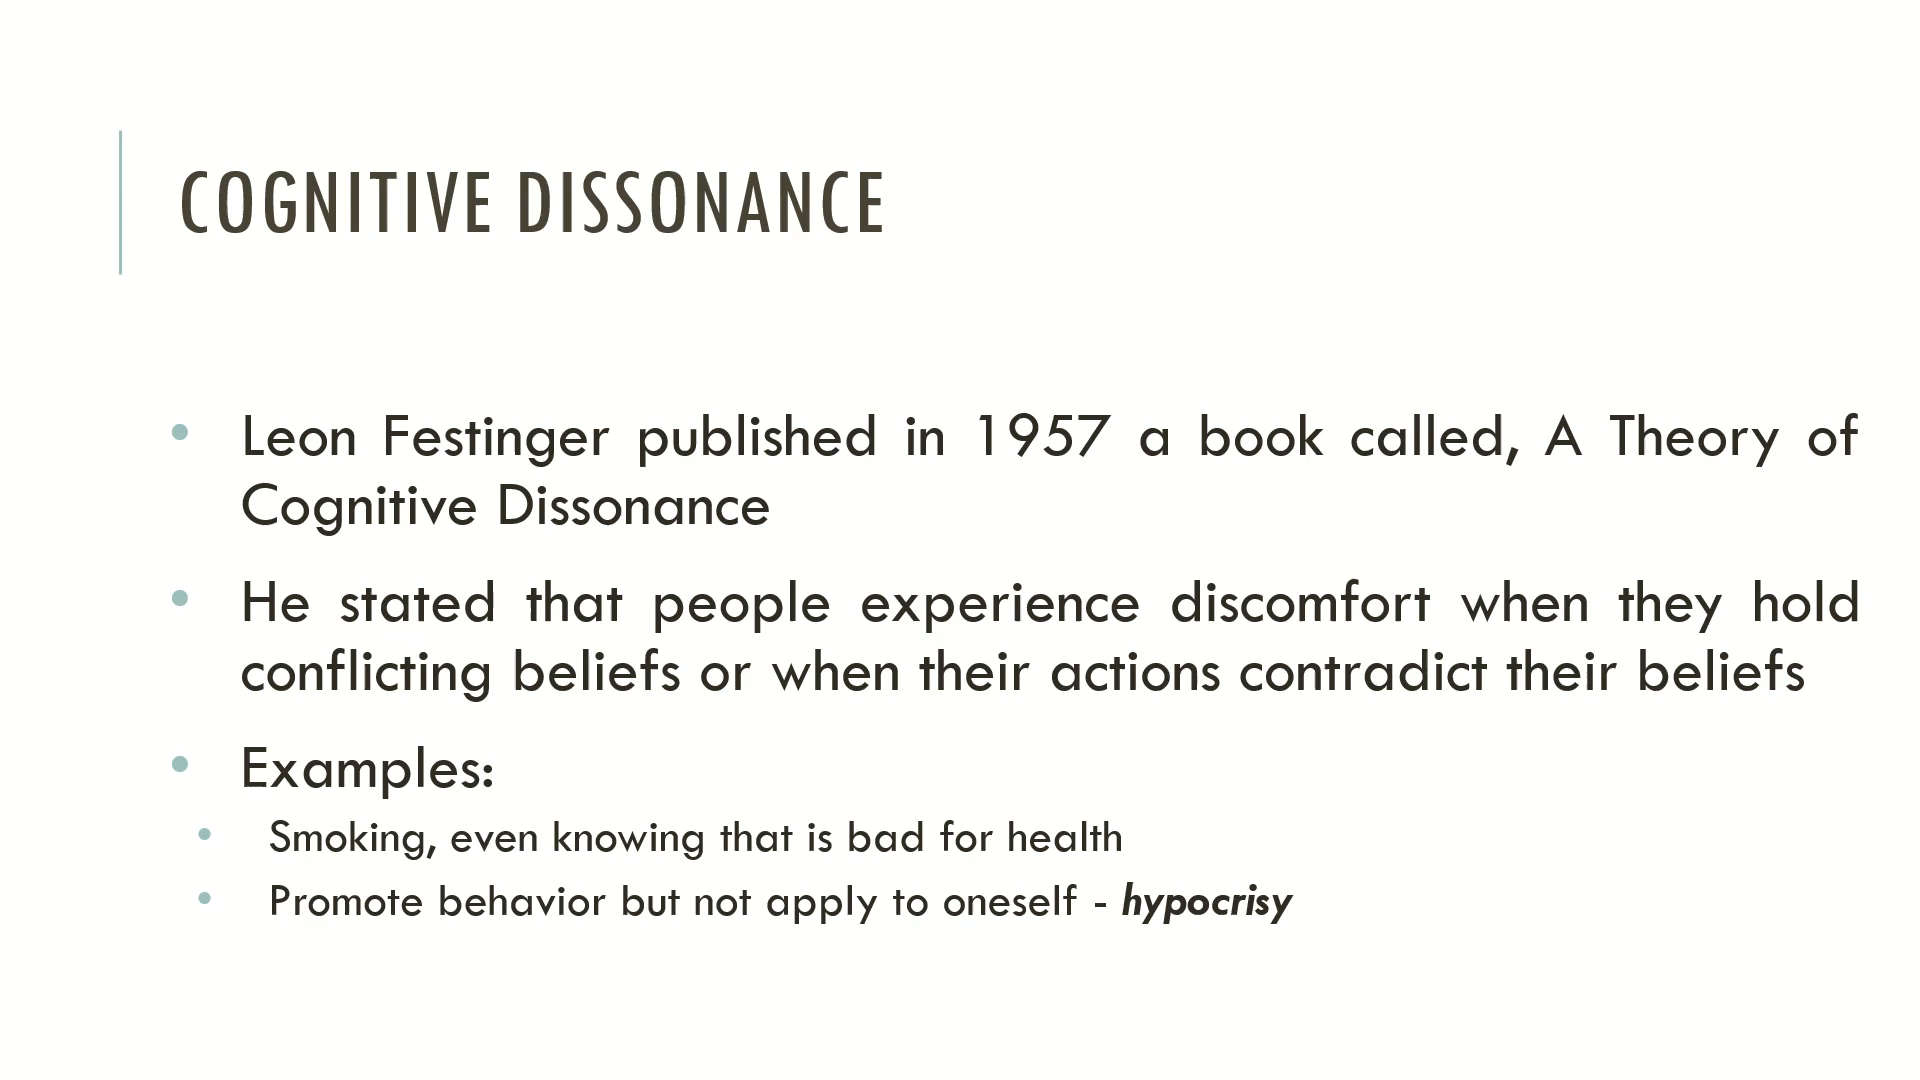 COGNITIVE DISSONANCE
• Leon Festinger published in 1957 a book called, A Theory of
Cognitive Dissonance
• He stated that people experience discomfort when they hold
conflicting beliefs or when their actions contradict their beliefs
• Examples:
• Smoking, even knowing that is bad for health
• Promote behavior but not apply to oneself - hypocrisy